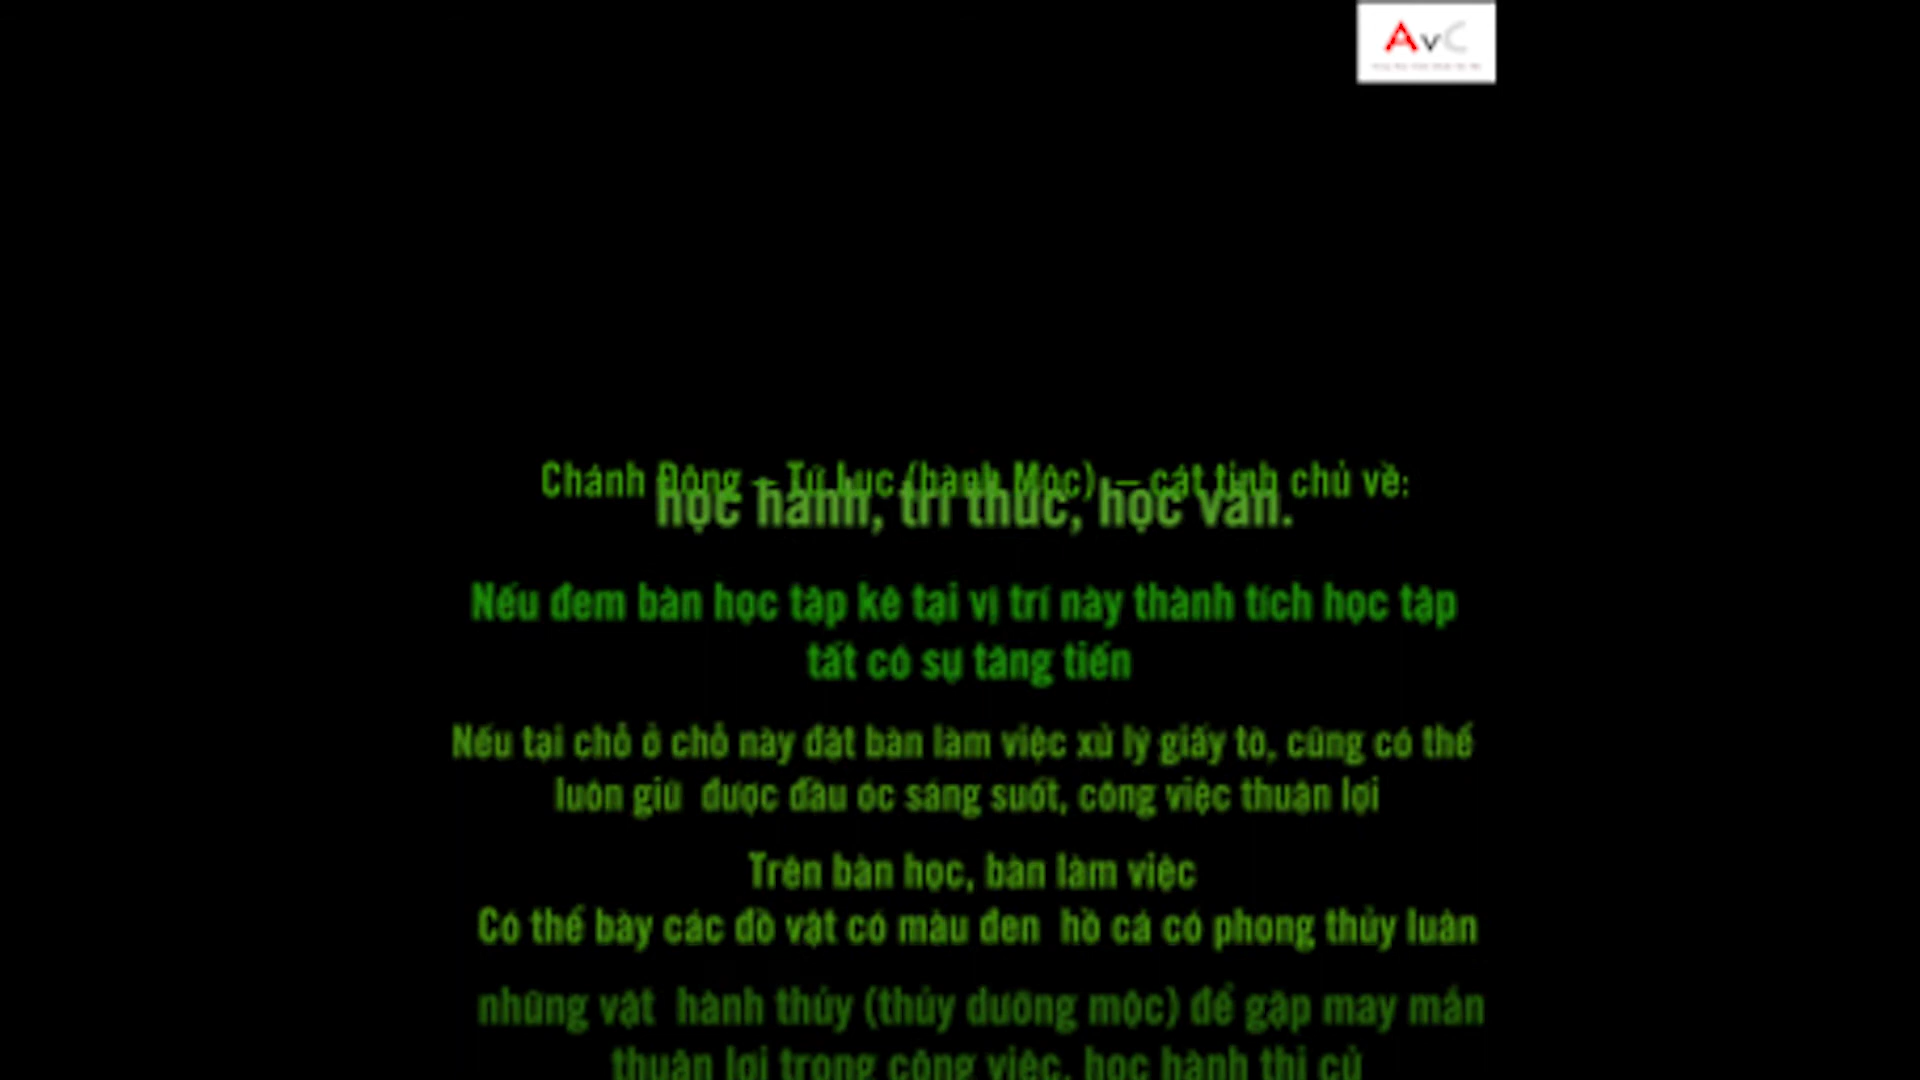 AvC
Chánh Đông – Tứ Lục (hành Mộc) – cát tinh chủ về:
học hành, tri thức, học vấn.
Nếu đem bàn học tập kê tại vị trí này thành tích học tập
tất có sự tăng tiến
Nếu tại chỗ ở chỗ này đặt bàn làm việc xử lý giấy tờ, cũng có thể
luôn giữ được đầu óc sáng suốt, công việc thuận lợi
Trên bàn học, bàn làm việc
Có thể bày các đồ vật có màu đen hồ cá có phong thủy luân
những vật hành thủy (thủy dưỡng mộc) để gặp may mắn
thuận lợi trong công việc, học hành thi cử